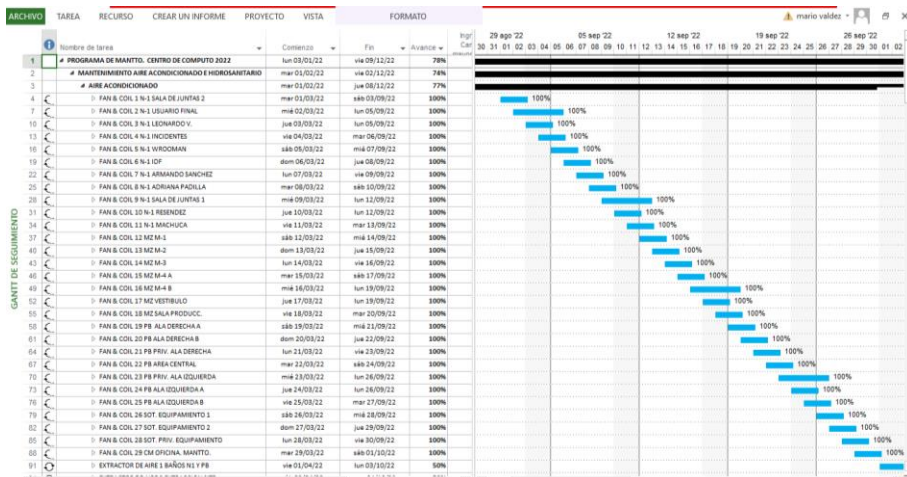 ARCHIVO TAREA RECURSO CREAR UN INFORME PROYECTO VISTA FORMATO mario valdez
29 ago '22 05 sep '22 12 sep '22 19 sep '22 26 sep '22
Nombre de tarea Comienzo Fin Avance
30 31 01 02 03 04 05 06 07 08 09 10 11 12 13 14 15 16 17 18 19 20 21 22 23 24 25 26 27 28 29 30 01 02
1 PROGRAMA DE MANTTO. CENTRO DE COMPUTO 2022 lun 03/01/22 vie 09/12/22 78%
2 MANTENIMIENTO AIRE ACONDICIONADO E HIDROSANITARIO mar 01/02/22 vie 09/12/22 74%
3 AIRE ACONDICIONADO mar 01/02/22 jue 08/12/22 77%
4 FAN & COIL 1 N-1 SALA DE JUNTAS 2 mar 01/03/22 sáb 03/09/22 100% 100%
7 FAN & COIL 2 N-1 USUARIO FINAL mié 02/03/22 lun 05/09/22 100% 100%
10 FAN & COIL 3 N-1 LEONARDO V. jue 03/03/22 lun 05/09/22 100% 100%
13 FAN & COIL 4 N-1 INCIDENTES vie 04/03/22 mar 06/09/22 100% 100%
16 FAN & COIL 5 N-1 WROOMAN sáb 05/03/22 mié 07/09/22 100% 100%
19 FAN & COIL 6 N-1 IDF dom 06/03/22 jue 08/09/22 100% 100%
22 FAN & COIL 7 N-1 ARMANDO SANCHEZ lun 07/03/22 vie 09/09/22 100% 100%
25 FAN & COIL 8 N-1 ADRIANA PADILLA mar 08/03/22 sáb 10/09/22 100% 100%
28 FAN & COIL 9 N-1 SALA DE JUNTAS 1 mié 09/03/22 lun 12/09/22 100% 100%
31 FAN & COIL 10 N-1 RESENDEZ jue 10/03/22 lun 12/09/22 100% 100%
34 FAN & COIL 11 N-1 MACHUCA vie 11/03/22 mar 13/09/22 100% 100%
37 FAN & COIL 12 MZ M-1 sáb 12/03/22 mié 14/09/22 100% 100%
40 FAN & COIL 13 MZ M-2 dom 13/03/22 jue 15/09/22 100% 100%
43 FAN & COIL 14 MZ M-3 lun 14/03/22 vie 16/09/22 100% 100%
46 FAN & COIL 15 MZ M-4 A mar 15/03/22 sáb 17/09/22 100% 100%
49 FAN & COIL 16 MZ M-4 B mié 16/03/22 lun 19/09/22 100% 100%
52 FAN & COIL 17 MZ VESTIBULO jue 17/03/22 lun 19/09/22 100% 100%
55 FAN & COIL 18 MZ SALA PRODUCC. vie 18/03/22 mar 20/09/22 100% 100%
58 FAN & COIL 19 PB ALA DERECHA A sáb 19/03/22 mié 21/09/22 100% 100%
61 FAN & COIL 20 PB ALA DERECHA B dom 20/03/22 jue 22/09/22 100% 100%
64 FAN & COIL 21 PB PRIV. ALA DERECHA lun 21/03/22 vie 23/09/22 100% 100%
67 FAN & COIL 22 PB AREA CENTRAL mar 22/03/22 sáb 24/09/22 100% 100%
70 FAN & COIL 23 PB PRIV. ALA IZQUIERDA mié 23/03/22 lun 26/09/22 100% 100%
73 FAN & COIL 24 PB ALA IZQUIERDA A jue 24/03/22 lun 26/09/22 100% 100%
76 FAN & COIL 25 PB ALA IZQUIERDA B vie 25/03/22 mar 27/09/22 100% 100%
79 FAN & COIL 26 SOT. EQUIPAMIENTO 1 sáb 26/03/22 mié 28/09/22 100% 100%
82 FAN & COIL 27 SOT. EQUIPAMIENTO 2 dom 27/03/22 jue 29/09/22 100% 100%
85 FAN & COIL 28 SOT. PRIV. EQUIPAMIENTO lun 28/03/22 vie 30/09/22 100% 100%
88 FAN & COIL 29 CM OFICINA. MANTTO. mar 29/03/22 sáb 01/10/22 100% 100%
91 EXTRACTOR DE AIRE 1 BAÑOS N1 Y PB vie 01/04/22 lun 03/10/22 50%
GANTT DE SEGUIMIENTO